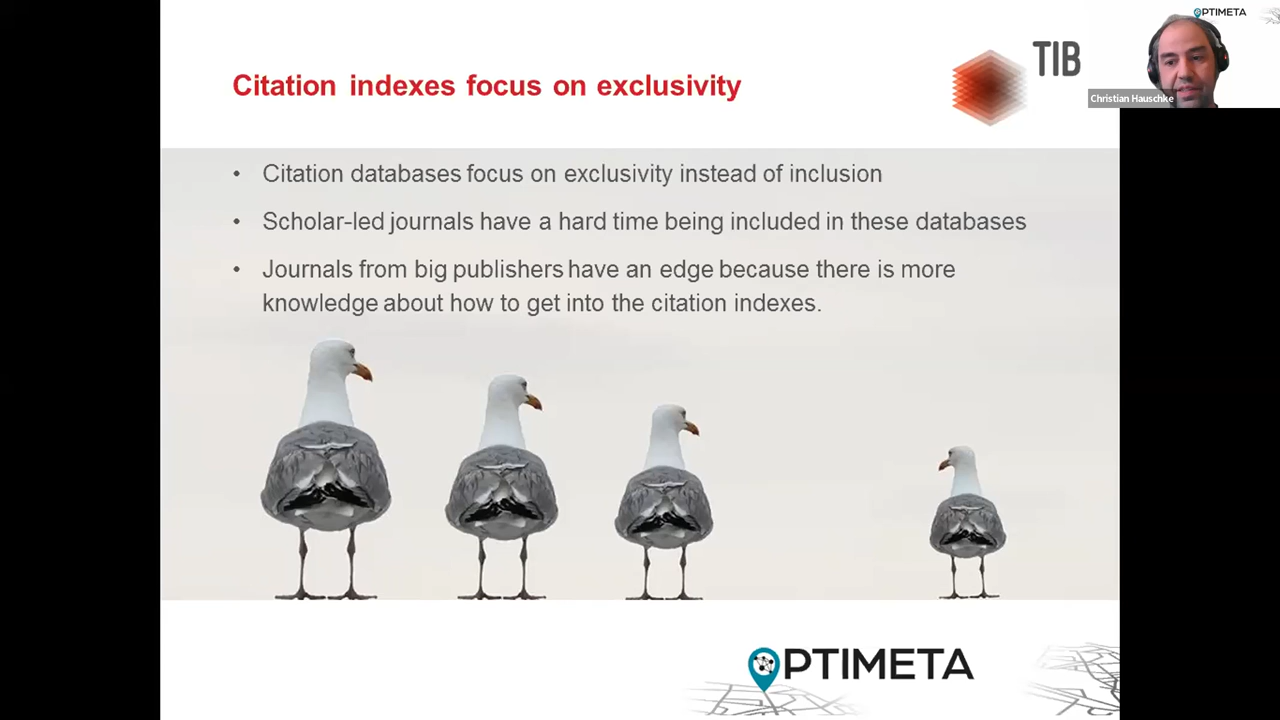 Citation indexes focus on exclusivity
TIB
PTIMETA
Christian Hauschke
• Citation databases focus on exclusivity instead of inclusion
• Scholar-led journals have a hard time being included in these databases
• Journals from big publishers have an edge because there is more
knowledge about how to get into the citation indexes.
PTIMETA